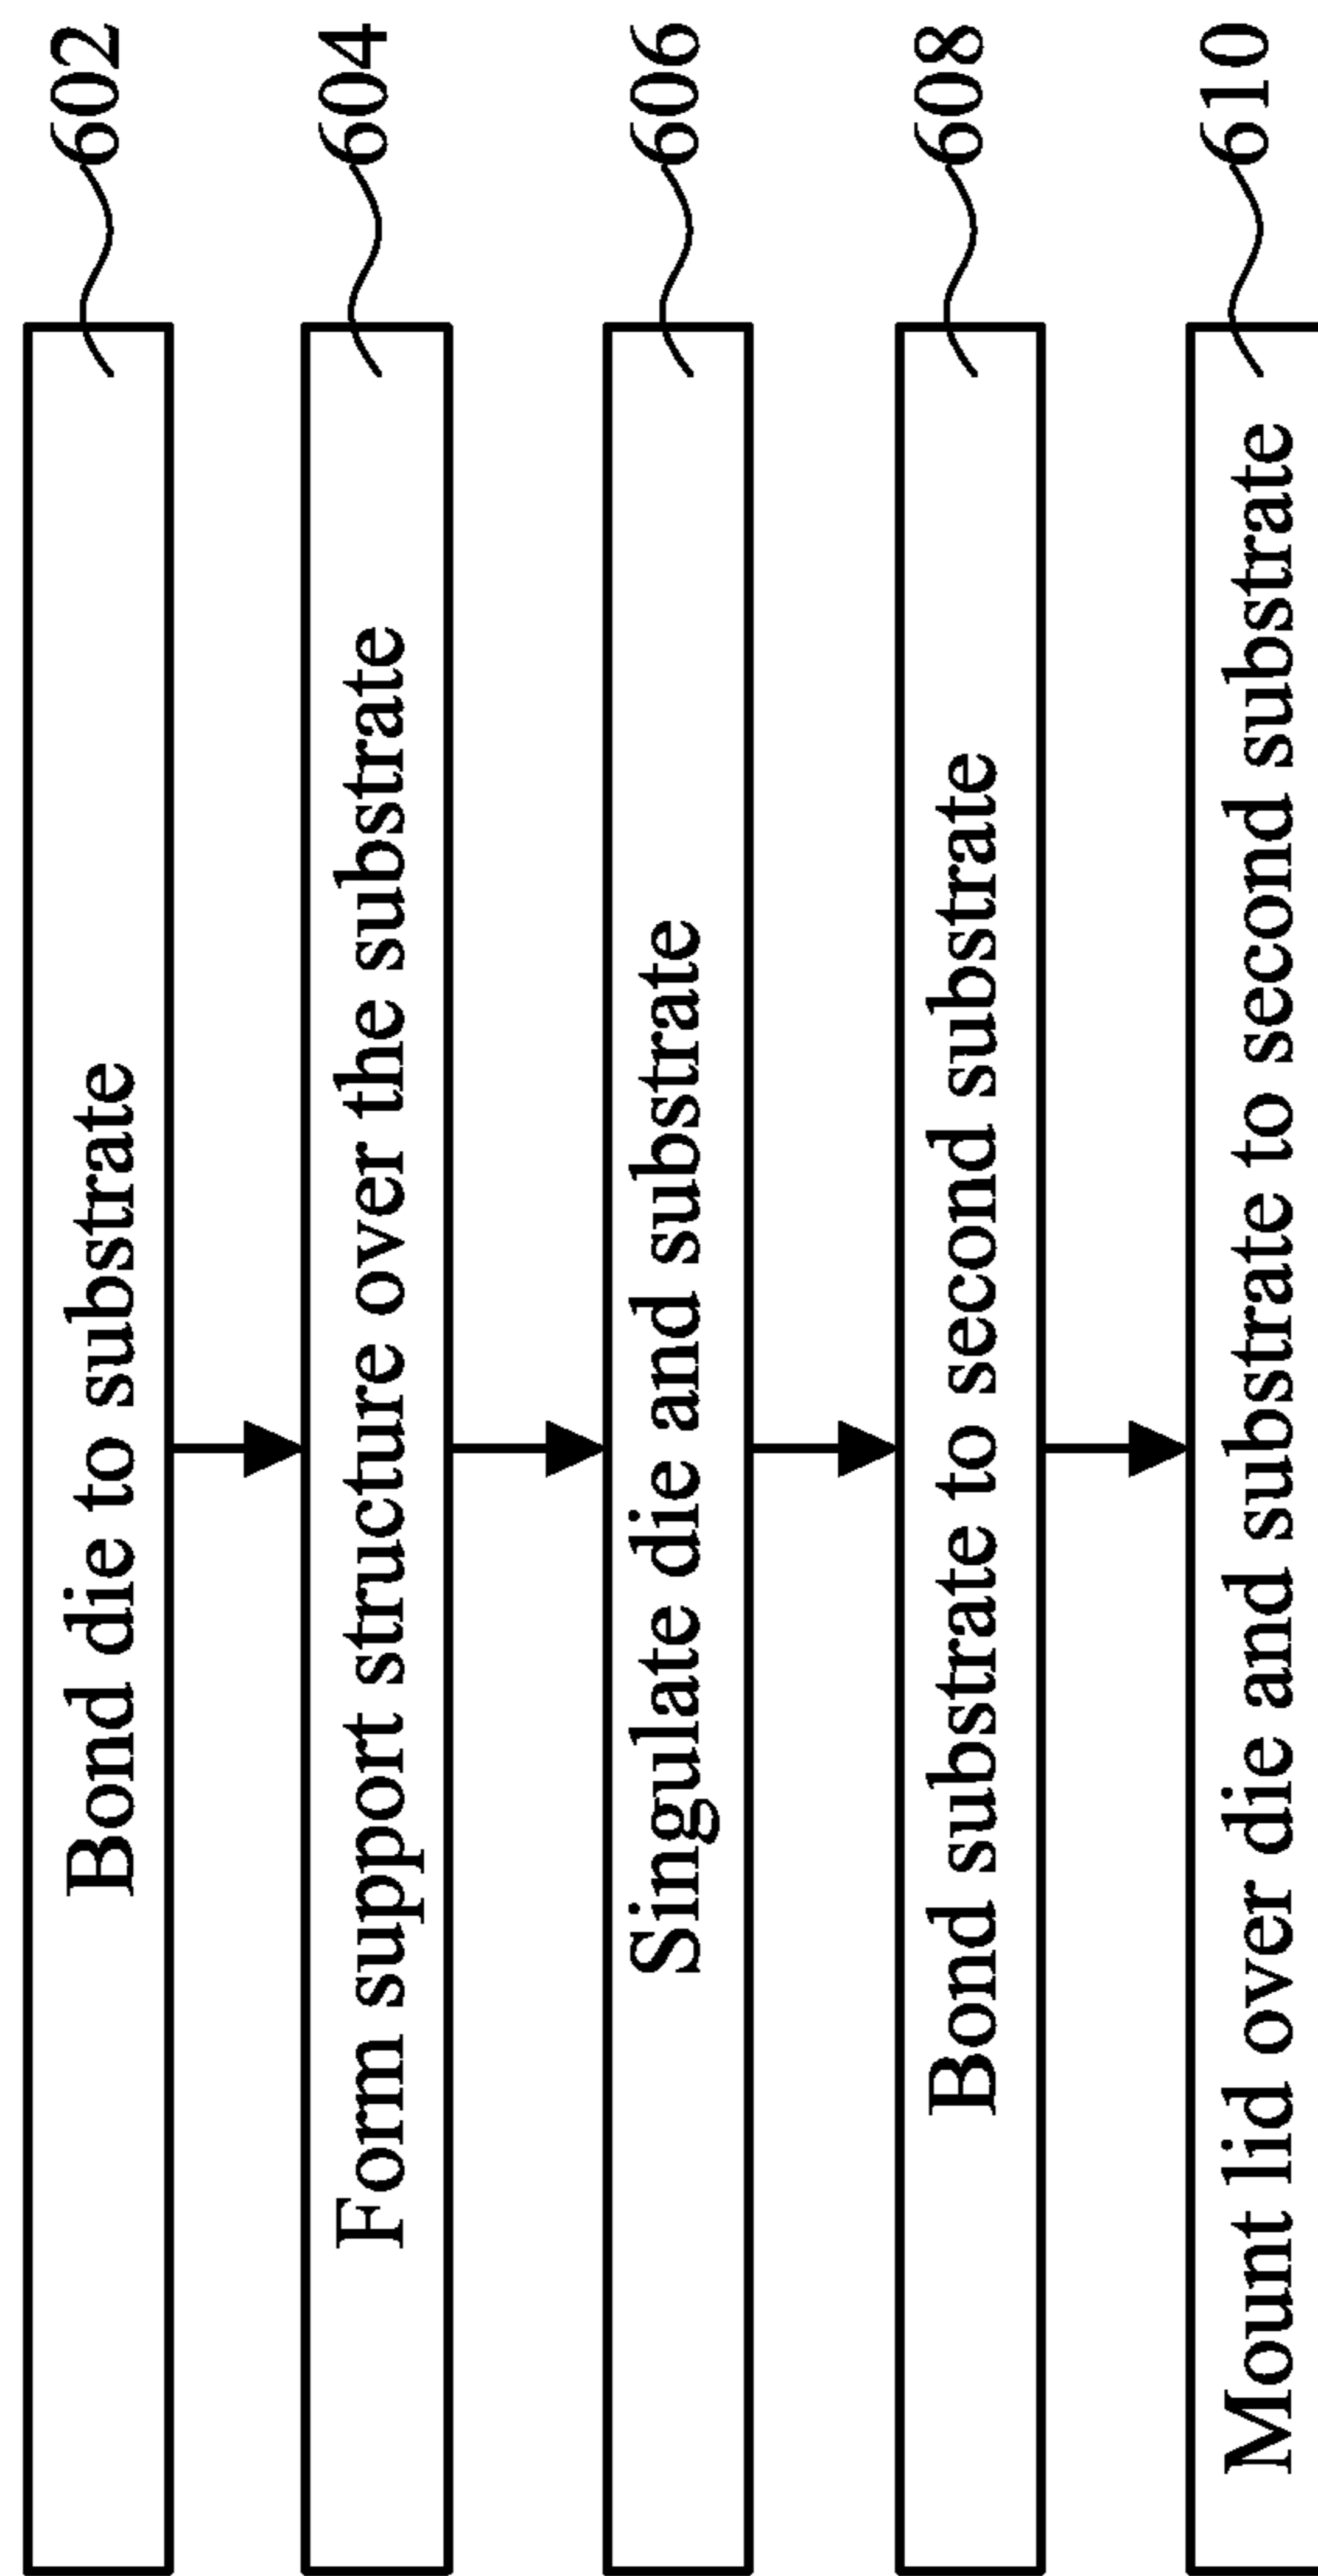 Bond die to substrate 602
Form support structure over the substrate 604
Singulate die and substrate 606
Bond substrate to second substrate 608
Mount lid over die and substrate to second substrate 610